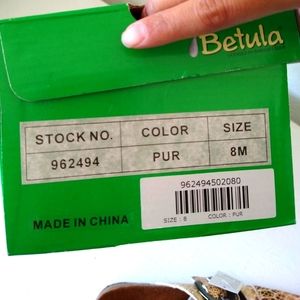 Betula
STOCK NO. COLOR SIZE
962494 PUR 8M
962494502080
SIZE : 8 COLOR : PUR
MADE IN CHINA